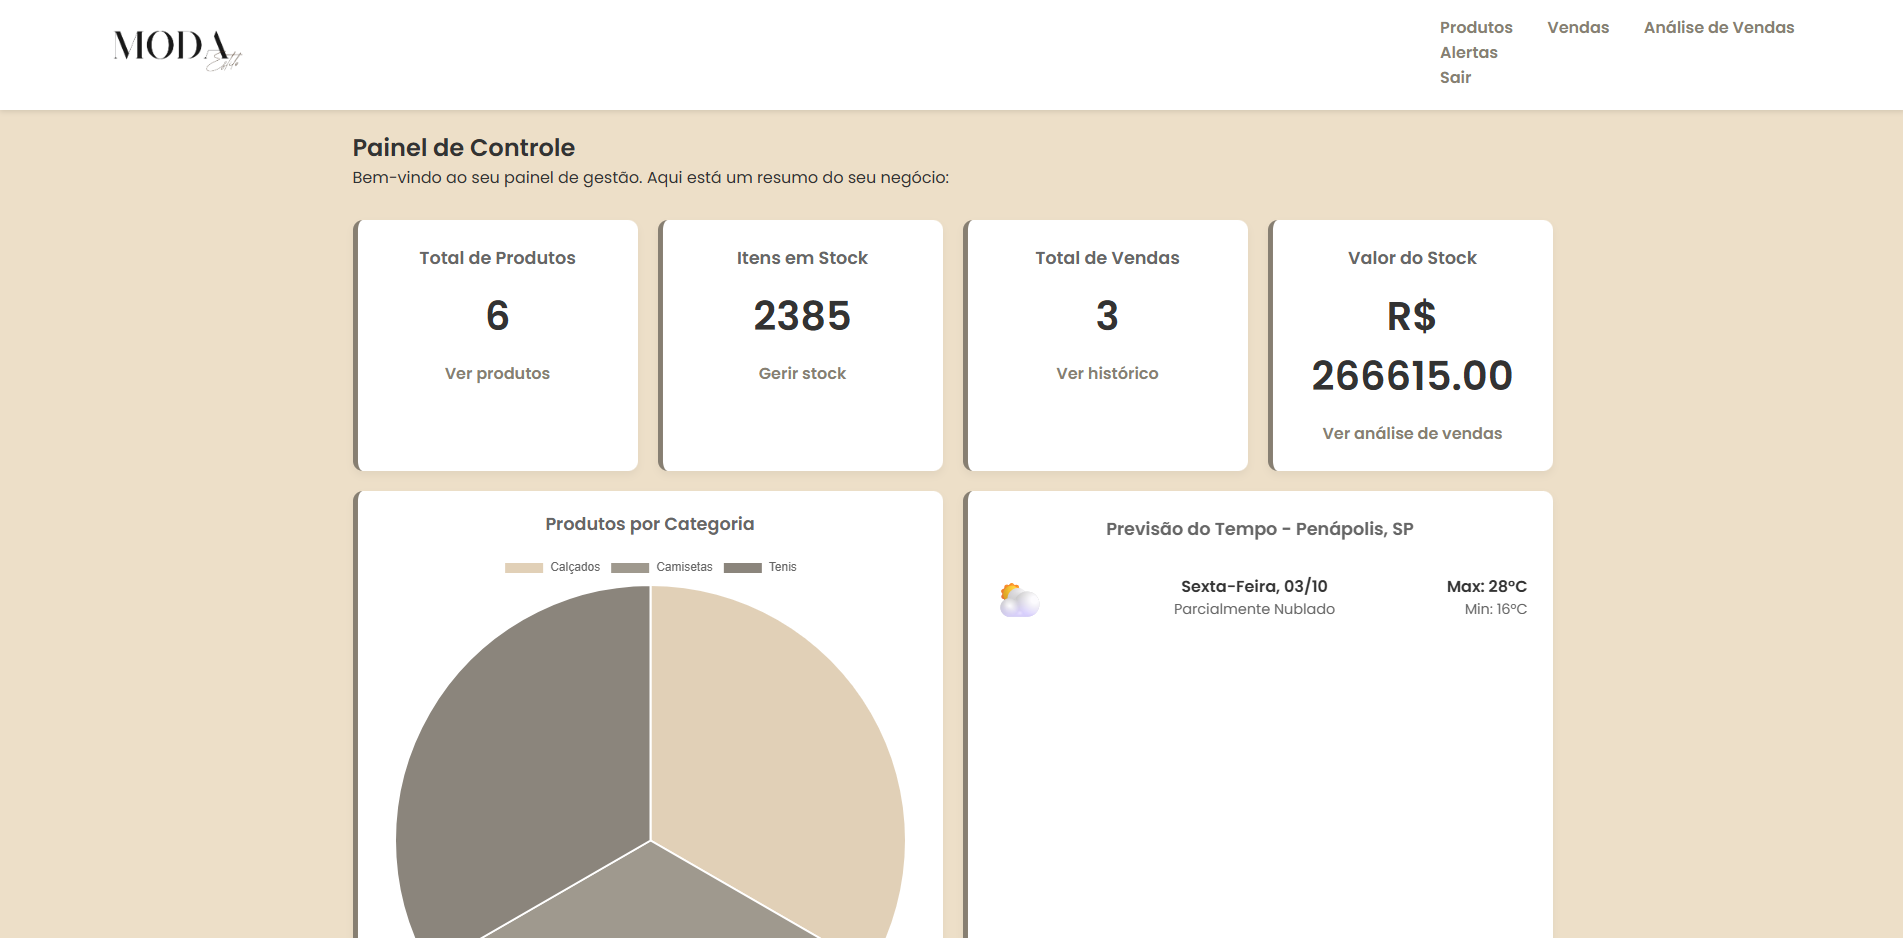 MODA
Estilo
Produtos Vendas Análise de Vendas
Alertas
Sair
Painel de Controle
Bem-vindo ao seu painel de gestão. Aqui está um resumo do seu negócio:
Total de Produtos
6
Ver produtos
Itens em Stock
2385
Gerir stock
Total de Vendas
3
Ver histórico
Valor do Stock
R$
266615.00
Ver análise de vendas
Produtos por Categoria
Calçados Camisetas Tenis
Previsão do Tempo - Penápolis, SP
Sexta-Feira, 03/10
Parcialmente Nublado
Max: 28°C
Min: 16°C